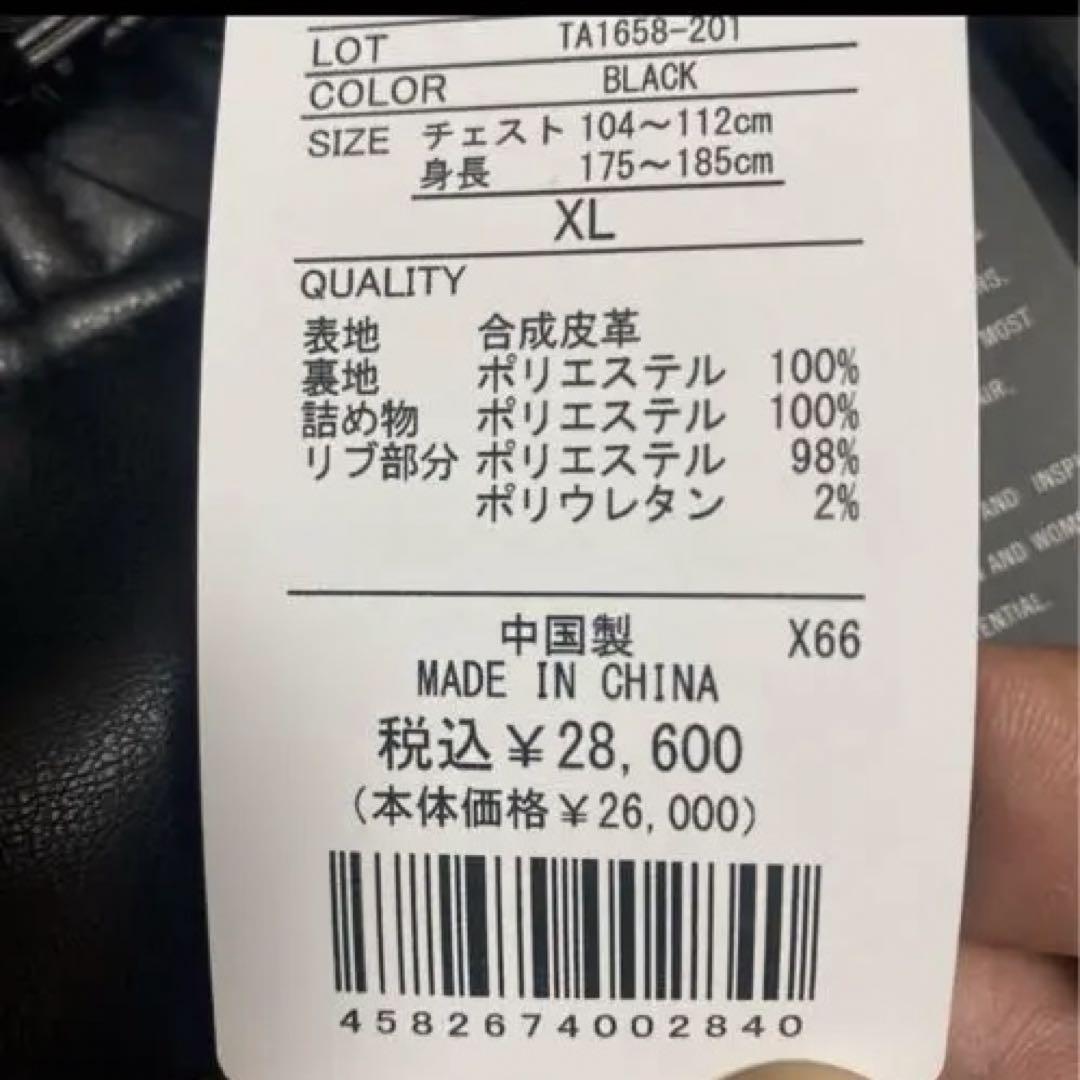 LOT TA1658-201
COLOR BLACK
SIZE チェスト 104～112cm
身長 175～185cm
XL
QUALITY
表地 合成皮革
裏地 ポリエステル 100%
詰め物 ポリエステル 100%
リブ部分 ポリエステル 98%
ポリウレタン 2%
中国製 X66
MADE IN CHINA
税込￥28,600
(本体価格￥26,000)
4582674002840
MOST
AND
AND